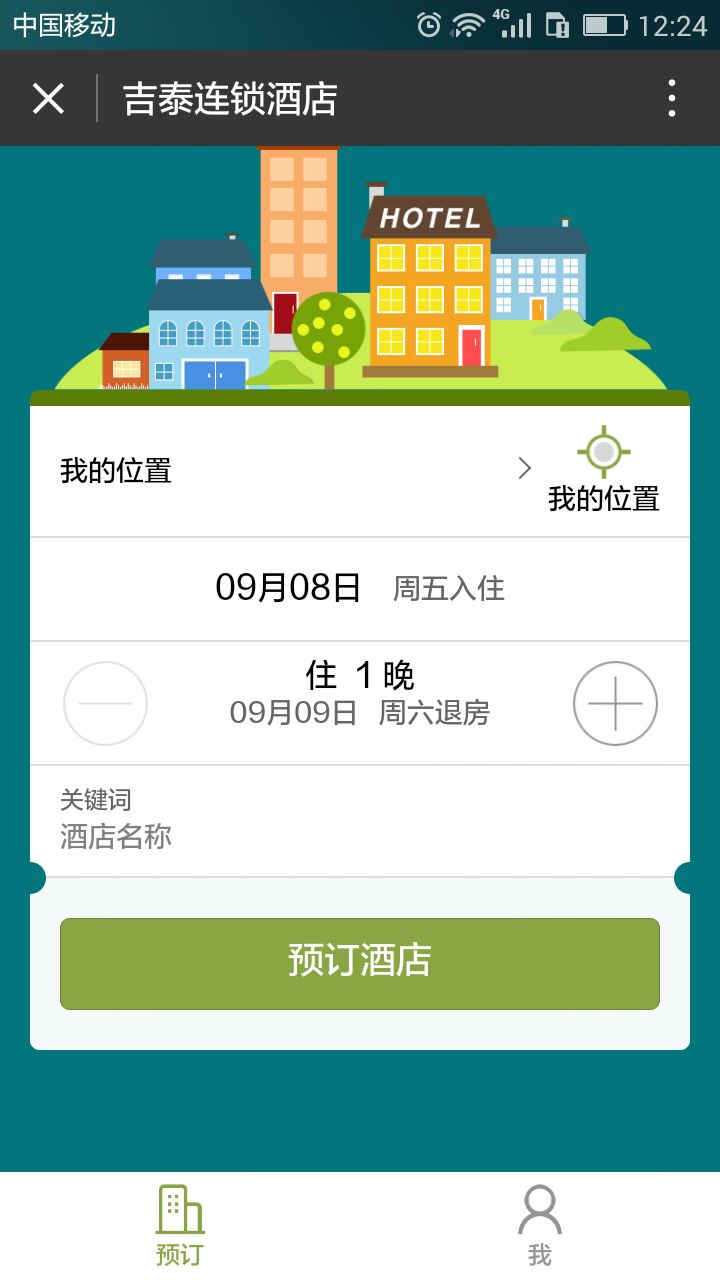 中国移动 4G 12:24
吉泰连锁酒店
HOTEL
我的位置
我的位置
09月08日 周五入住
住 1 晚
09月09日 周六退房
关键词
酒店名称
预订酒店
预订 我